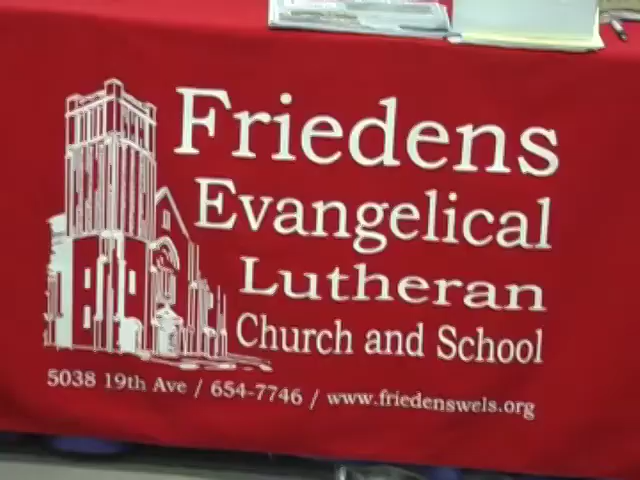 Friedens
Evangelical
Lutheran
Church and School
5038 19th Ave / 654-7746 / www.friedenswels.org